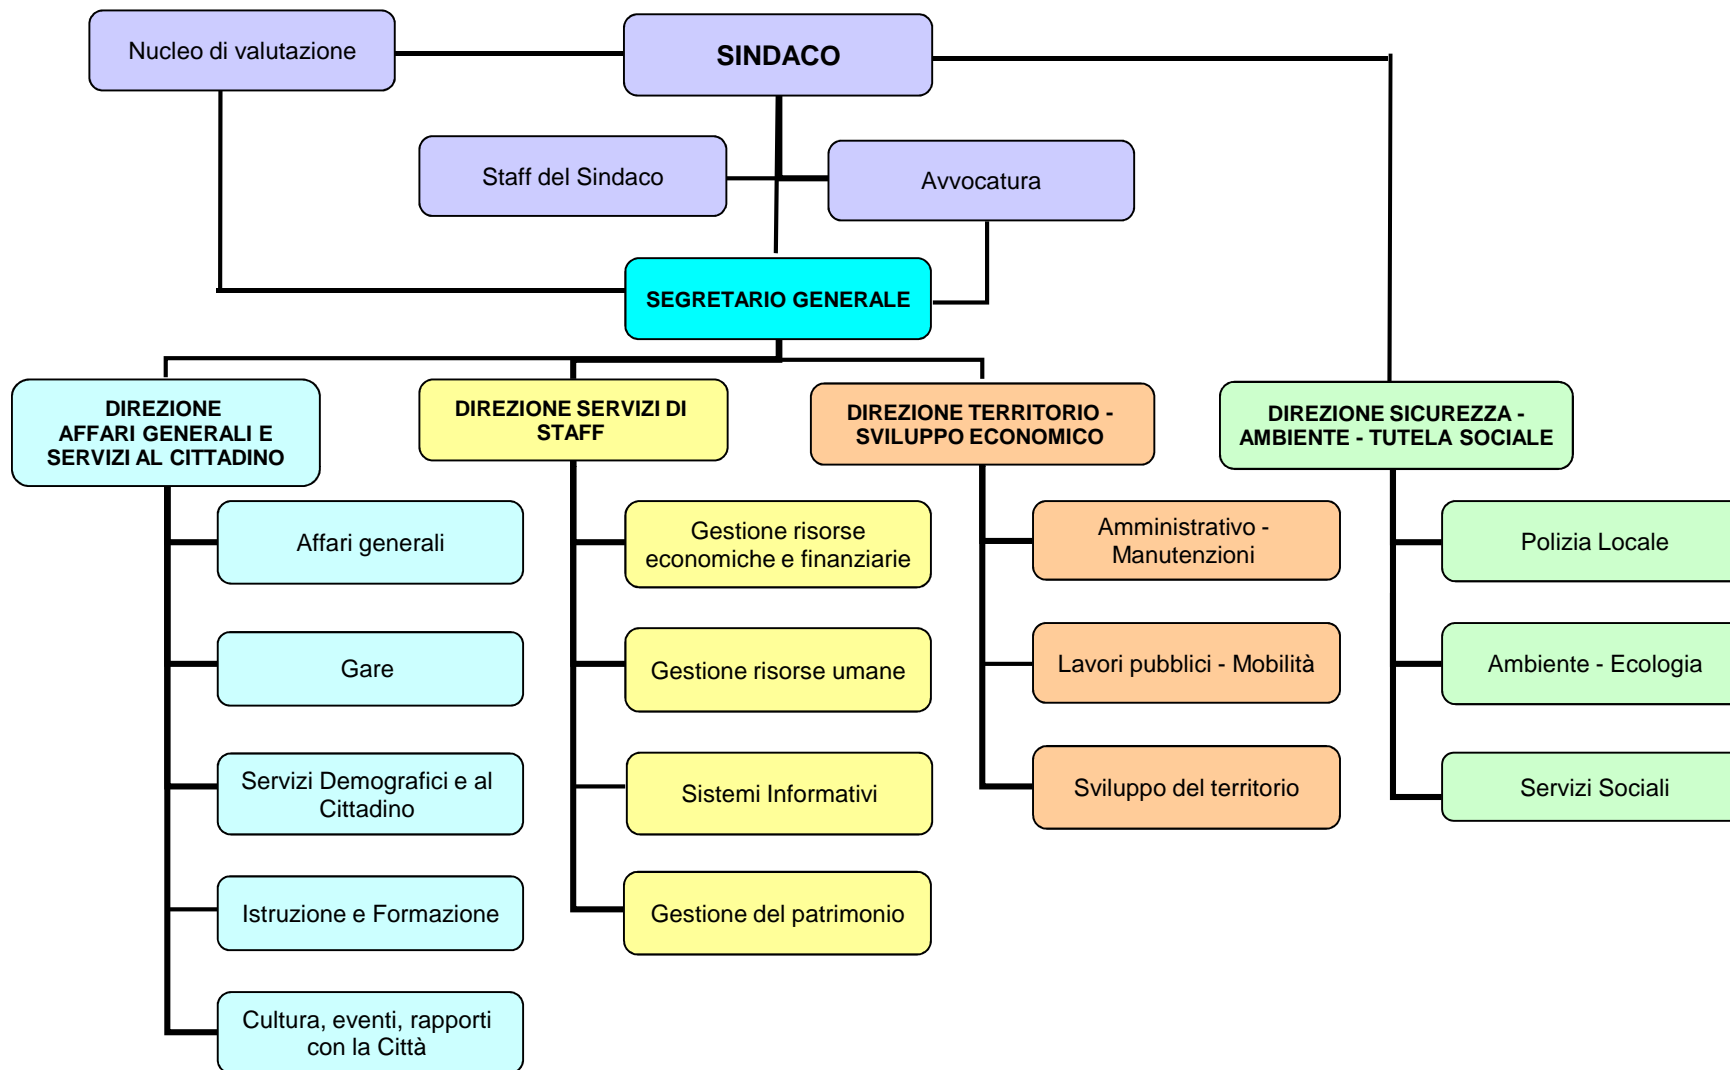 Nucleo di valutazione
SINDACO
Staff del Sindaco
Avvocatura
SEGRETARIO GENERALE
DIREZIONE
AFFARI GENERALI E
SERVIZI AL CITTADINO
DIREZIONE SERVIZI DI
STAFF
DIREZIONE TERRITORIO -
SVILUPPO ECONOMICO
DIREZIONE SICUREZZA -
AMBIENTE - TUTELA SOCIALE
Affari generali
Gare
Servizi Demografici e al
Cittadino
Istruzione e Formazione
Cultura, eventi, rapporti
con la Città
Gestione risorse
economiche e finanziarie
Gestione risorse umane
Sistemi Informativi
Gestione del patrimonio
Amministrativo -
Manutenzioni
Lavori pubblici - Mobilità
Sviluppo del territorio
Polizia Locale
Ambiente - Ecologia
Servizi Sociali